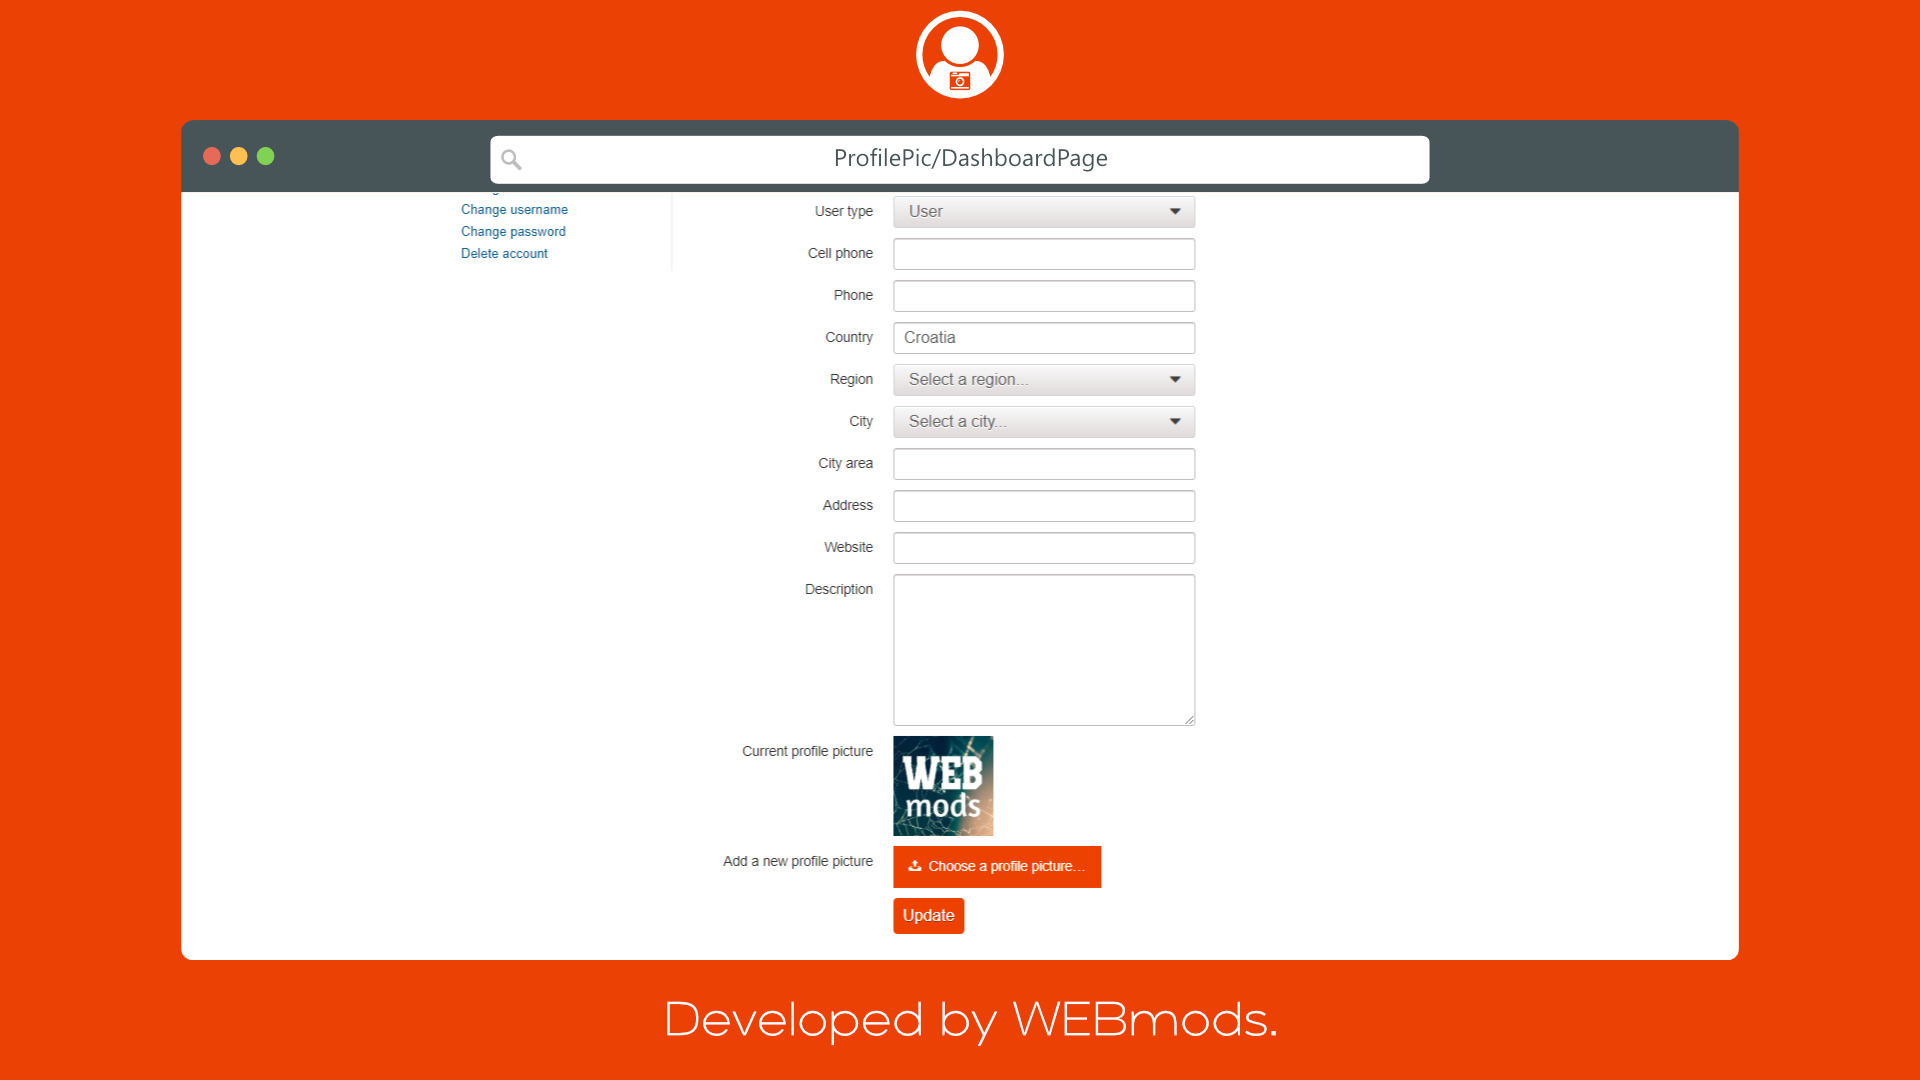 ProfilePic/DashboardPage
Change username
Change password
Delete account
User type User
Cell phone
Phone
Country Croatia
Region Select a region...
City Select a city...
City area
Address
Website
Description
Current profile picture
WEB
mods
Add a new profile picture Choose a profile picture...
Update
Developed by WEBmods.